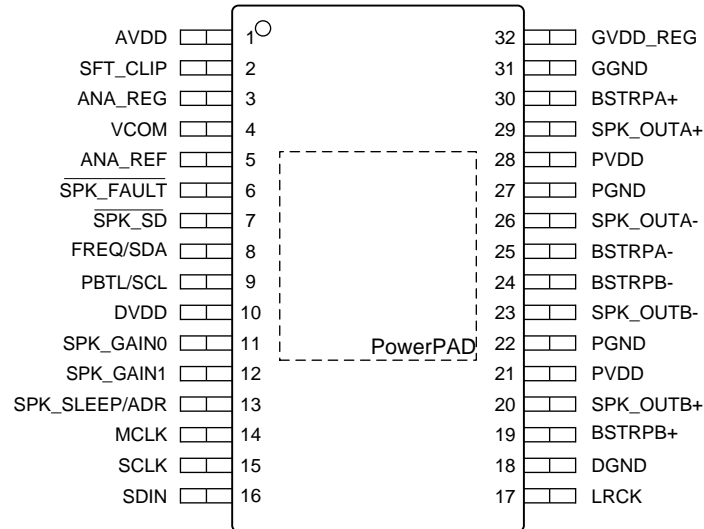 AVDD 1 32 GVDD_REG
SFT_CLIP 2 31 GGND
ANA_REG 3 30 BSTRPA+
VCOM 4 29 SPK_OUTA+
ANA_REF 5 28 PVDD
SPK_FAULT 6 27 PGND
SPK_SD 7 26 SPK_OUTA-
FREQ/SDA 8 25 BSTRPA-
PBTL/SCL 9 24 BSTRPB-
DVDD 10 23 SPK_OUTB-
SPK_GAIN0 11 PowerPAD 22 PGND
SPK_GAIN1 12 21 PVDD
SPK_SLEEP/ADR 13 20 SPK_OUTB+
MCLK 14 19 BSTRPB+
SCLK 15 18 DGND
SDIN 16 17 LRCK